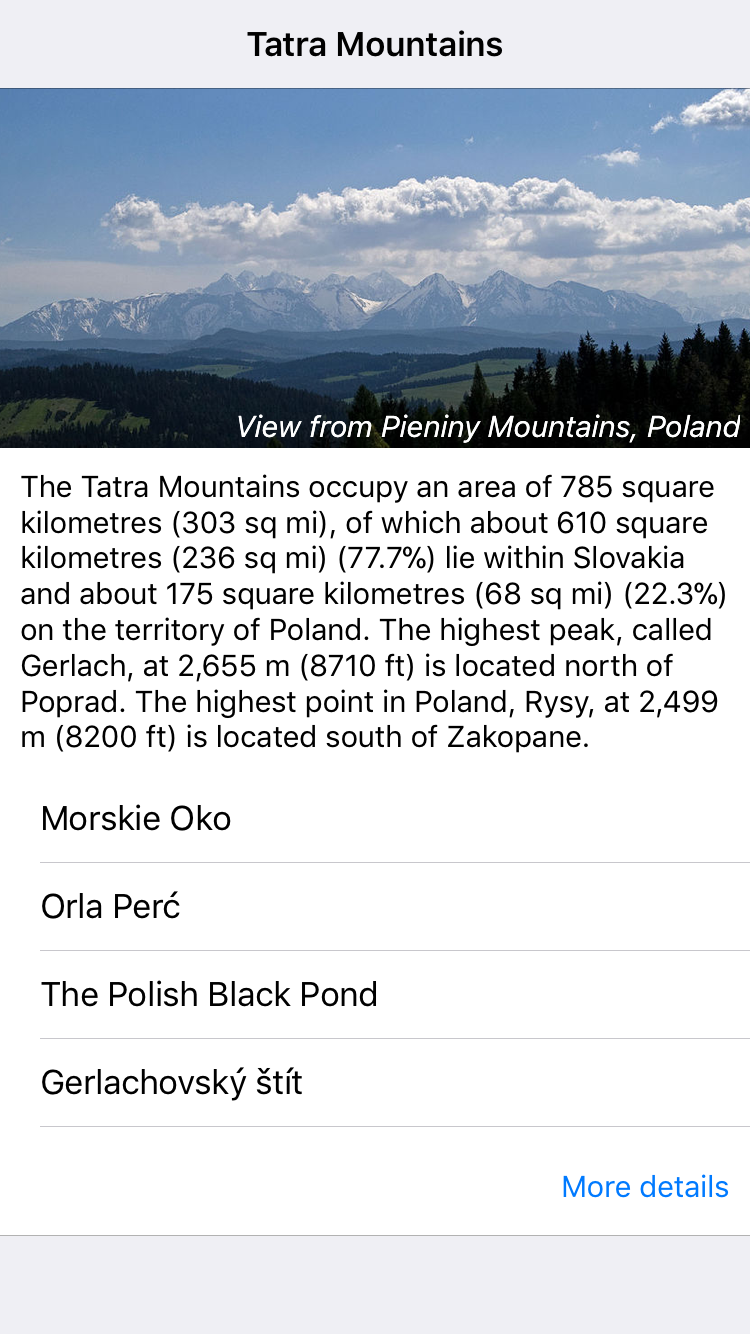 Tatra Mountains
View from Pieniny Mountains, Poland
The Tatra Mountains occupy an area of 785 square
kilometres (303 sq mi), of which about 610 square
kilometres (236 sq mi) (77.7%) lie within Slovakia
and about 175 square kilometres (68 sq mi) (22.3%)
on the territory of Poland. The highest peak, called
Gerlach, at 2,655 m (8710 ft) is located north of
Poprad. The highest point in Poland, Rysy, at 2,499
m (8200 ft) is located south of Zakopane.
Morskie Oko
Orla Perć
The Polish Black Pond
Gerlachovský štít
More details